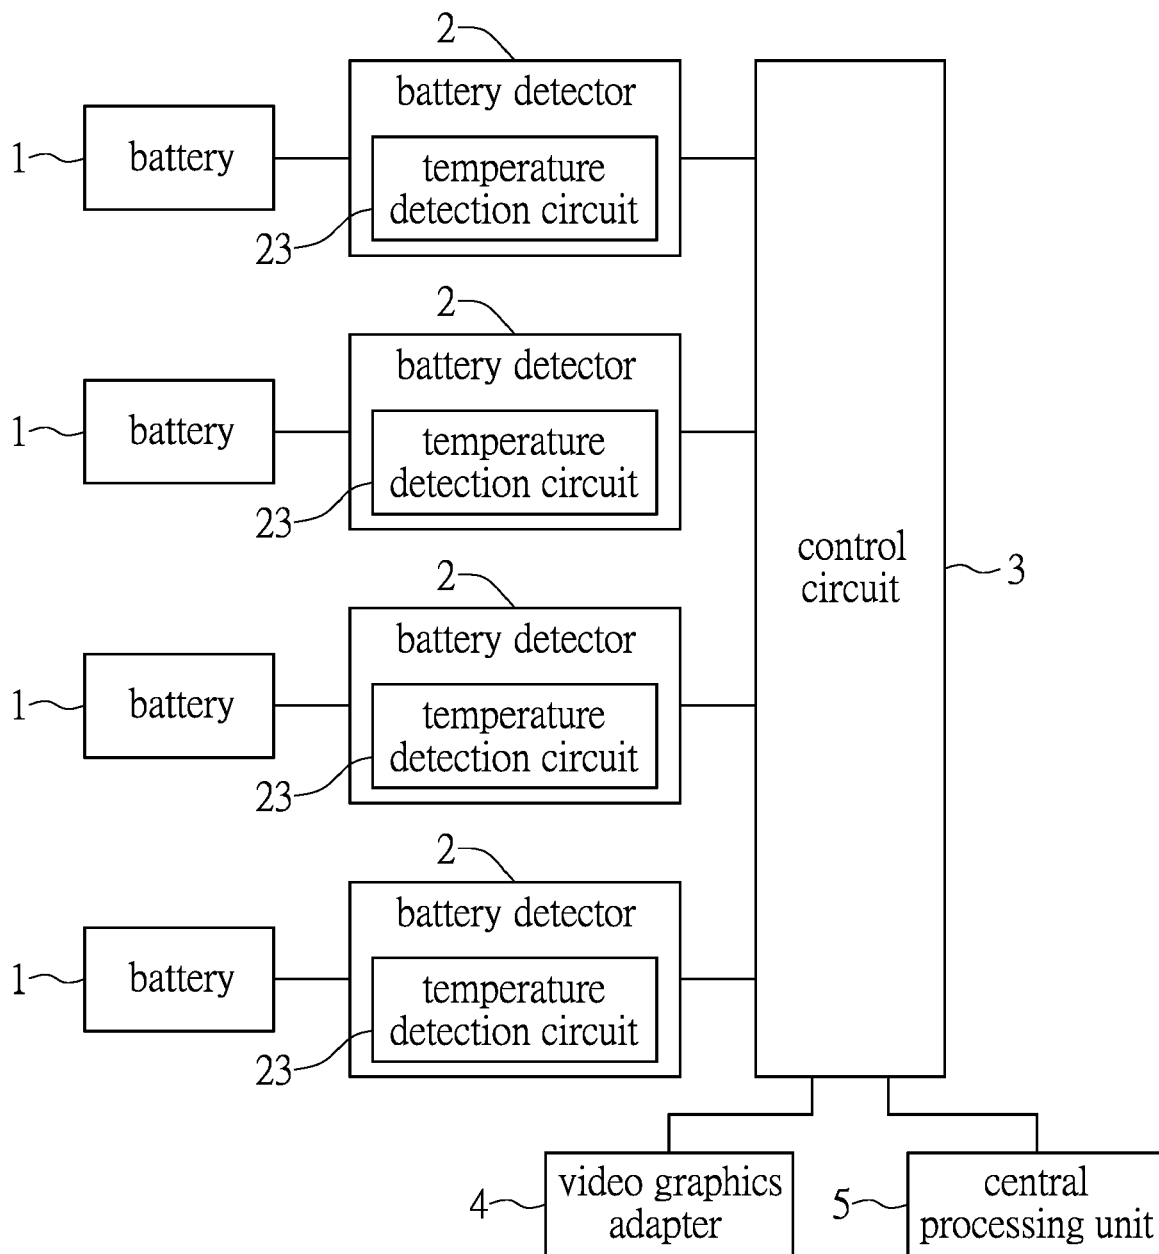 2
battery detector
1
battery
temperature
detection circuit
23
2
battery detector
1
battery
temperature
detection circuit
23
control
circuit
3
2
battery detector
1
battery
temperature
detection circuit
23
2
battery detector
1
battery
temperature
detection circuit
23
4
video graphics
adapter
5
central
processing unit